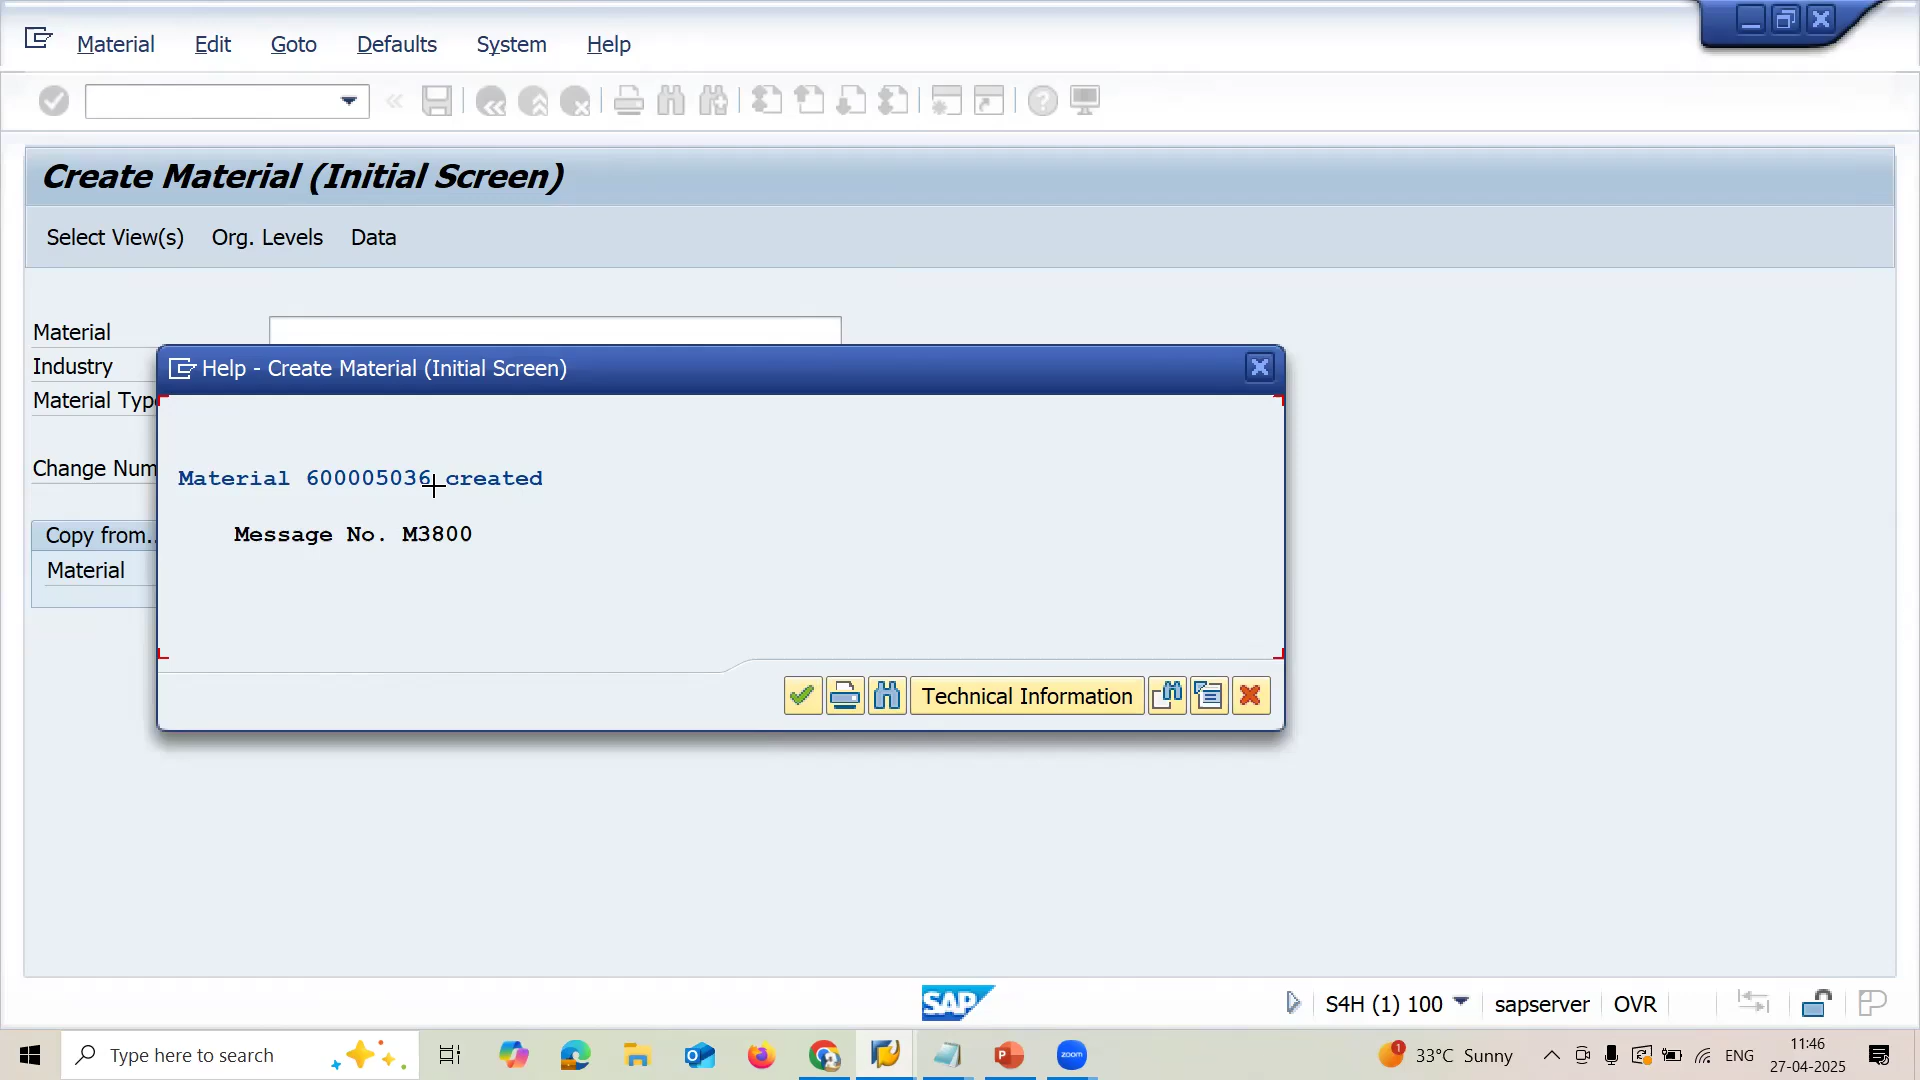 Material Edit Goto Defaults System Help
Create Material (Initial Screen)
Select View(s) Org. Levels Data
Material
Industry
Material Typ
Change Num
Copy from..
Material
Help - Create Material (Initial Screen)
Material 600005036 created
Message No. M3800
Technical Information
SAP
S4H (1) 100 sapserver OVR
Type here to search
zoom
1
33°C Sunny
ENG
11:46
27-04-2025